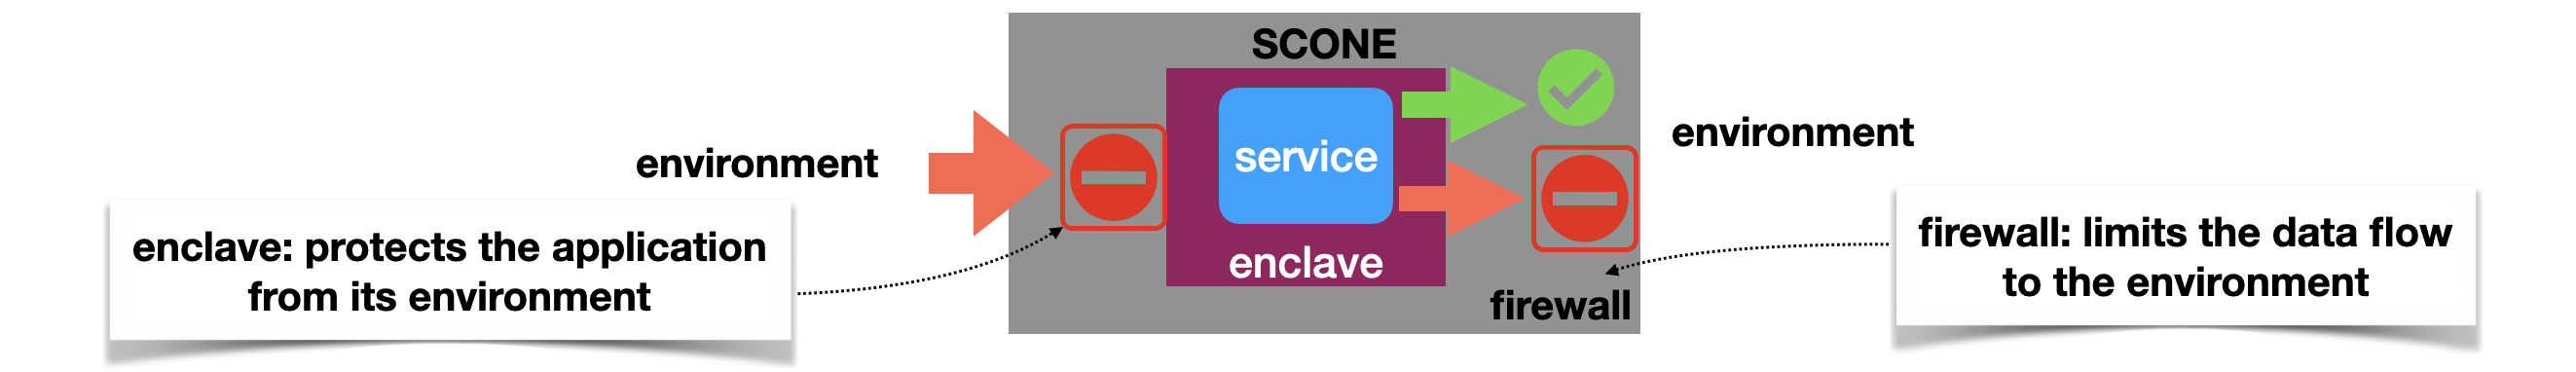 SCONE
environment
service
environment
enclave: protects the application
from its environment
enclave
firewall
firewall: limits the data flow
to the environment